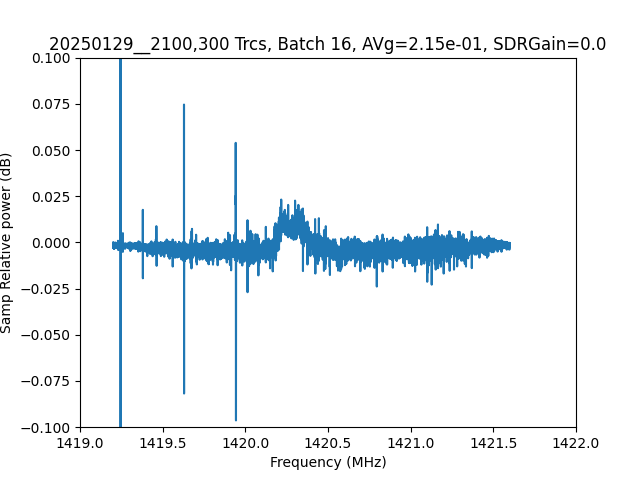 20250129__2100,300 Trcs, Batch 16, AVg=2.15e-01, SDRGain=0.0
0.100
0.075
0.050
0.025
0.000
−0.025
−0.050
−0.075
−0.100
Samp Relative power (dB)
1419.0 1419.5 1420.0 1420.5 1421.0 1421.5 1422.0
Frequency (MHz)